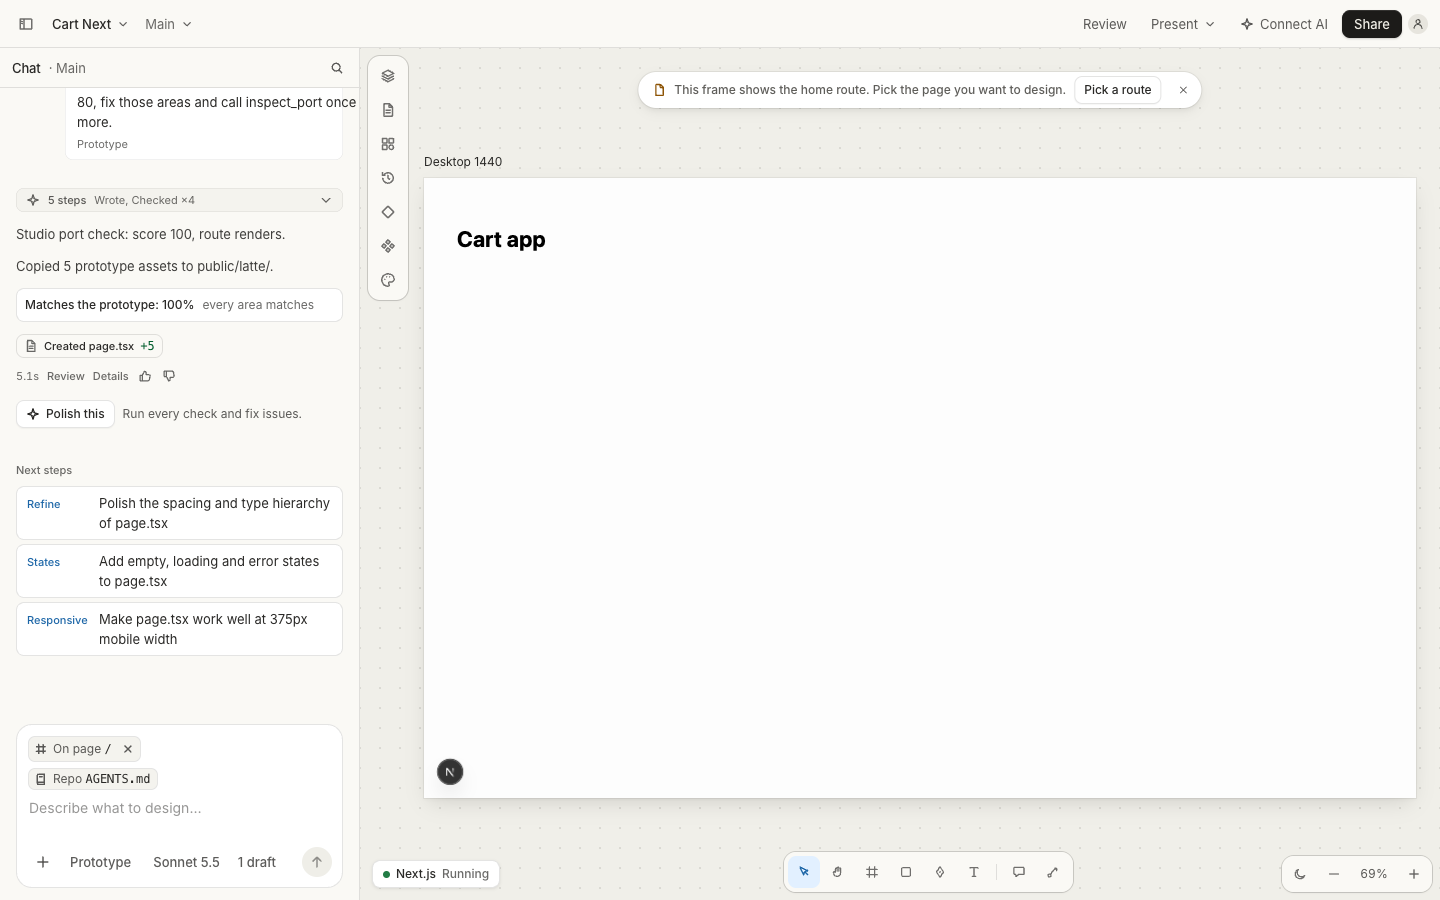 Cart Next
Main
Review
Present
Connect AI
Share
Chat · Main
80, fix those areas and call inspect_port once
more.
Prototype
5 steps Wrote, Checked ×4
Studio port check: score 100, route renders.
Copied 5 prototype assets to public/latte/.
Matches the prototype: 100% every area matches
Created page.tsx +5
5.1s Review Details
Polish this Run every check and fix issues.
Next steps
Refine Polish the spacing and type hierarchy
of page.tsx
States Add empty, loading and error states
to page.tsx
Responsive Make page.tsx work well at 375px
mobile width
On page /
Repo AGENTS.md
Describe what to design...
Prototype Sonnet 5.5 1 draft
This frame shows the home route. Pick the page you want to design. Pick a route
Desktop 1440
Cart app
N
Next.js Running
T
69%